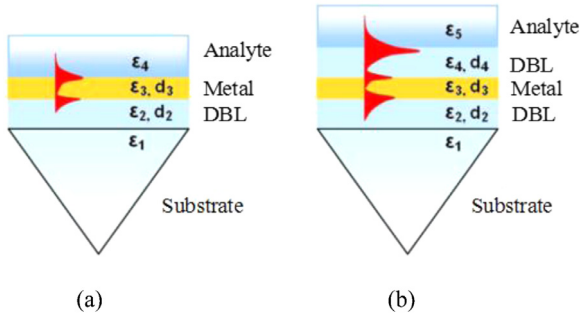 ε4
Analyte
ε3, d3
Metal
ε2, d2
DBL
ε1
Substrate
(a)
ε5
Analyte
ε4, d4
DBL
ε3, d3
Metal
ε2, d2
DBL
ε1
Substrate
(b)